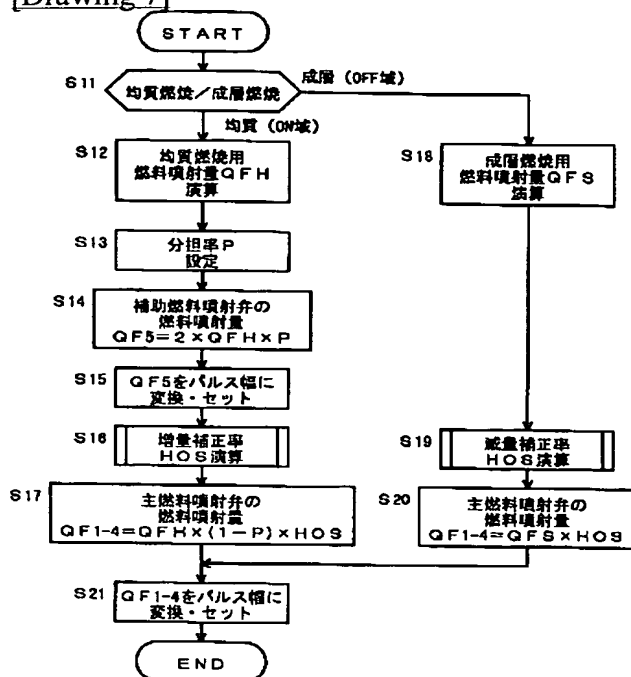 [Drawing 7]
START
S11
均質燃焼/成層燃焼
成層 (OFF域)
均質 (ON域)
S12
均質燃焼用
燃料噴射量QFH
演算
S18
成層燃焼用
燃料噴射量QFS
演算
S13
分担率P
設定
S14
補助燃料噴射弁の
燃料噴射量
QF5=2×QFH×P
S15
QF5をパルス幅に
変換・セット
S16
増量補正率
HOS演算
S19
減量補正率
HOS演算
S17
主燃料噴射弁の
燃料噴射量
QF1-4=QFH×(1-P)×HOS
S20
主燃料噴射弁の
燃料噴射量
QF1-4=QFS×HOS
S21
QF1-4をパルス幅に
変換・セット
END